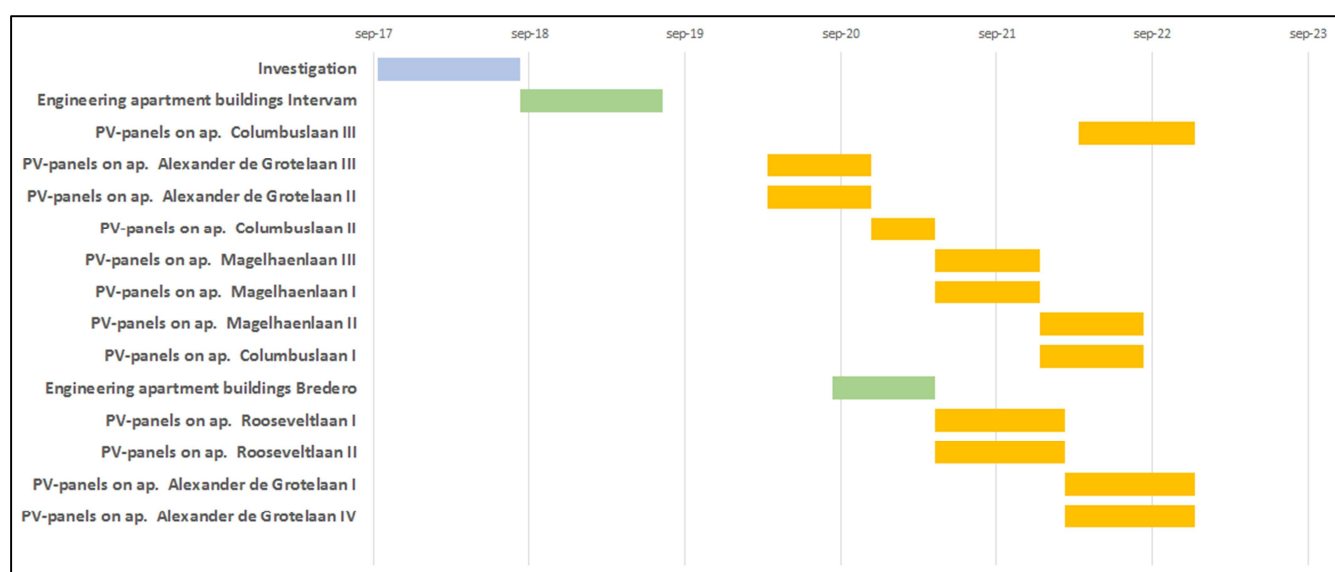 sep-17 sep-18 sep-19 sep-20 sep-21 sep-22 sep-23
Investigation
Engineering apartment buildings Intervam
PV-panels on ap. Columbuslaan III
PV-panels on ap. Alexander de Grotelaan III
PV-panels on ap. Alexander de Grotelaan II
PV-panels on ap. Columbuslaan II
PV-panels on ap. Magelhaenlaan III
PV-panels on ap. Magelhaenlaan I
PV-panels on ap. Magelhaenlaan II
PV-panels on ap. Columbuslaan I
Engineering apartment buildings Bredero
PV-panels on ap. Rooseveltlaan I
PV-panels on ap. Rooseveltlaan II
PV-panels on ap. Alexander de Grotelaan I
PV-panels on ap. Alexander de Grotelaan IV